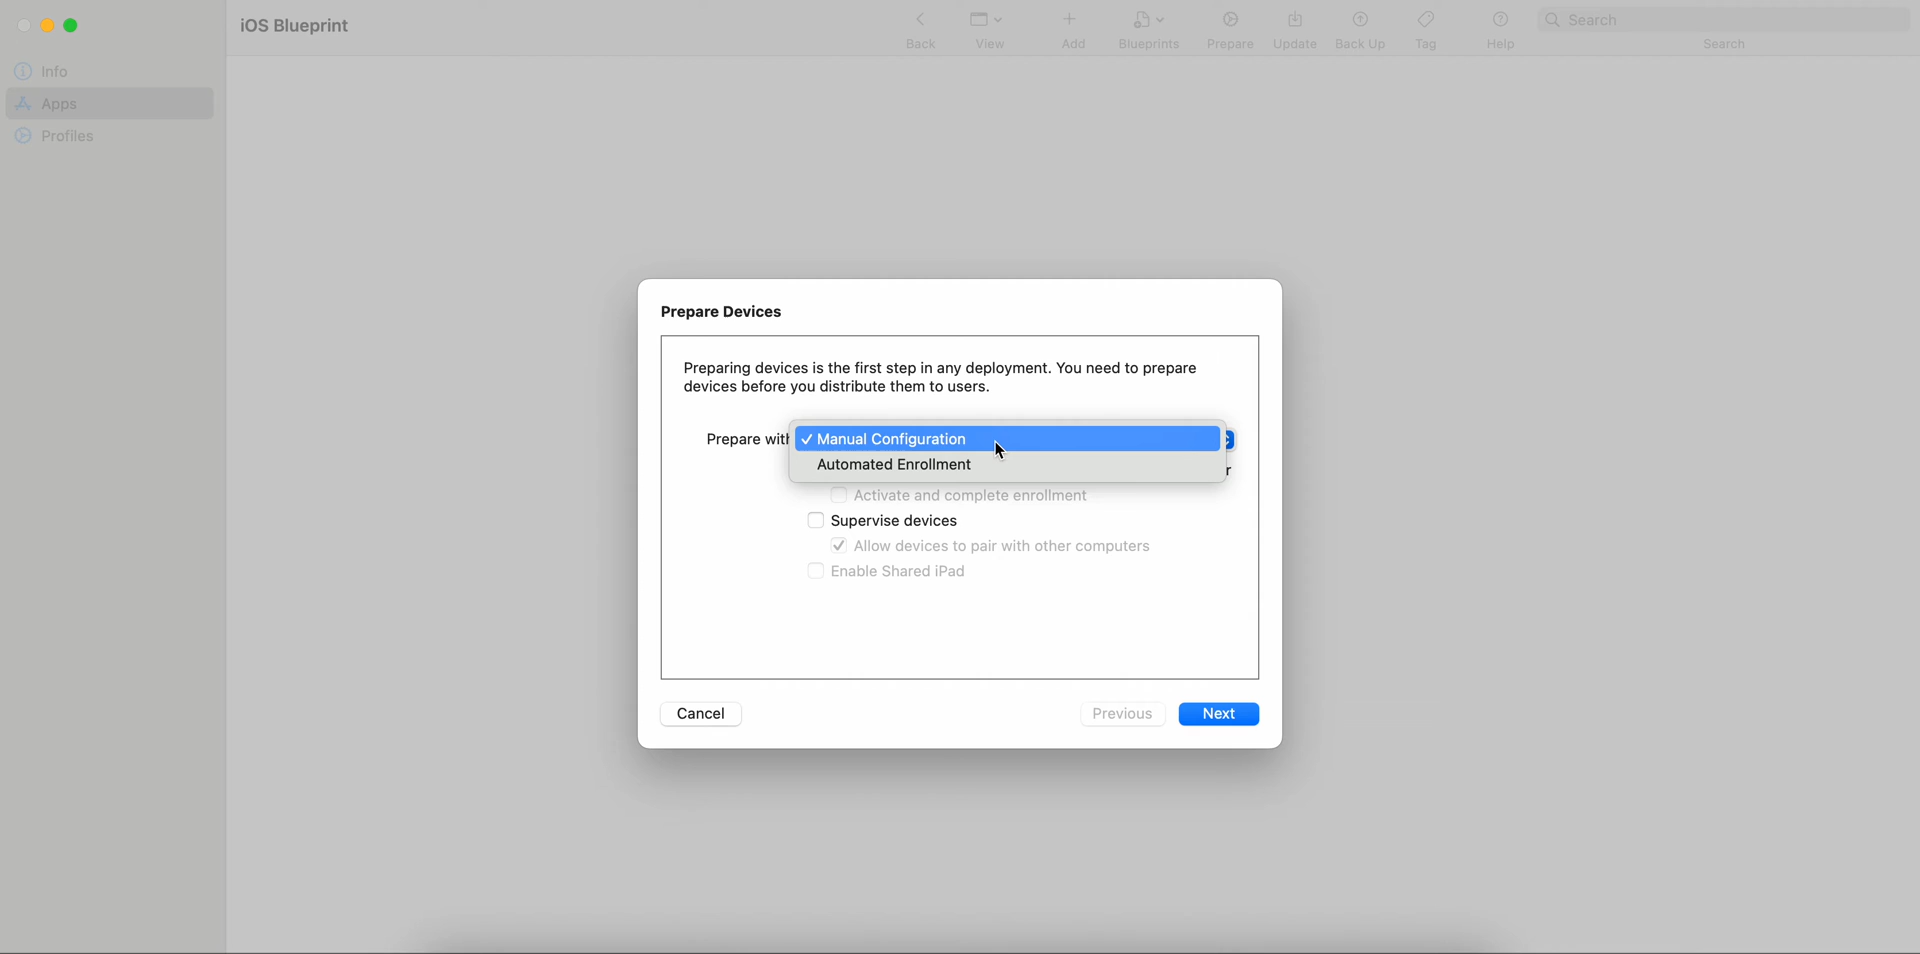 iOS Blueprint
Back
View
Add
Blueprints
Prepare
Update
Back Up
Tag
Help
Search
Search
Info
Apps
Profiles
Prepare Devices
Preparing devices is the first step in any deployment. You need to prepare
devices before you distribute them to users.
Prepare with
Manual Configuration
Automated Enrollment
Activate and complete enrollment
Supervise devices
Allow devices to pair with other computers
Enable Shared iPad
Cancel
Previous
Next